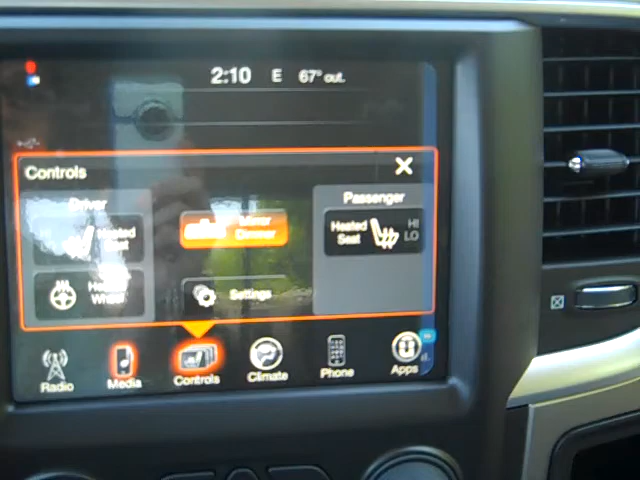 2:10 E 67° out.
Controls
Driver
Passenger
Heated
Seat
Mirror
Dimmer
Heated
Seat
HI
LO
Heated
Wheel
Settings
Radio
Media
Controls
Climate
Phone
Apps